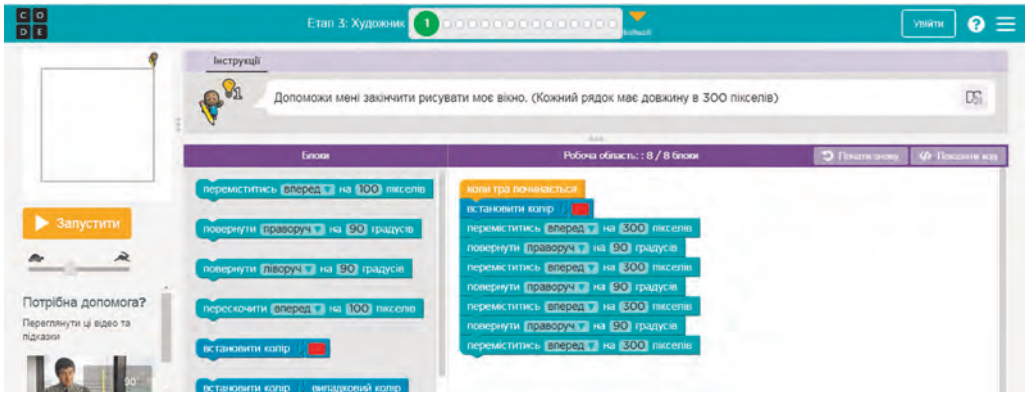 C O
D E
Етап 3: Художник
1
Увійти
?
Інструкції
Допоможи мені закінчити рисувати моє вікно. (Кожний рядок має довжину в 300 пікселів)
Блоки
Робоча область: : 8 / 8 блоки
Почати знову
Показати код
переміститись вперед на 100 пікселів
повернути праворуч на 90 градусів
повернути ліворуч на 90 градусів
перескочити вперед на 100 пікселів
встановити колір
встановити колір випадковий колір
коли гра починається
встановити колір
переміститись вперед на 300 пікселів
повернути праворуч на 90 градусів
переміститись вперед на 300 пікселів
повернути праворуч на 90 градусів
переміститись вперед на 300 пікселів
повернути праворуч на 90 градусів
переміститись вперед на 300 пікселів
Запустити
Потрібна допомога?
Переглянути ці відео та
підказки
90°